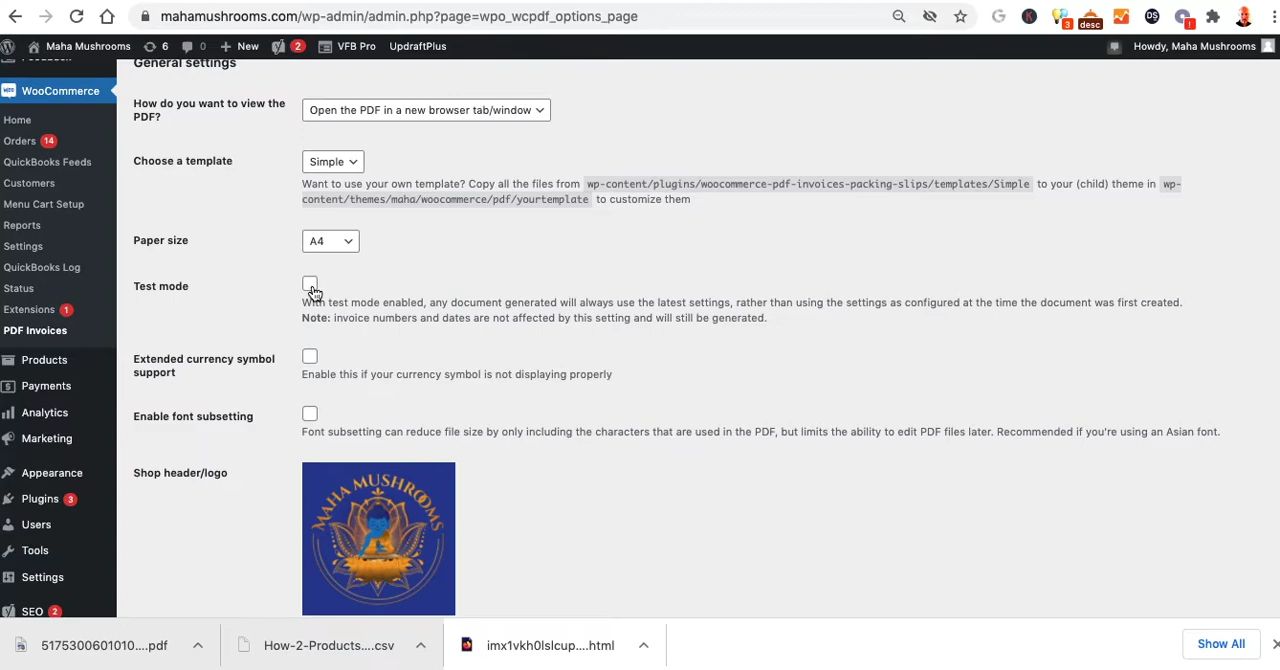 mahamushrooms.com/wp-admin/admin.php?page=wpo_wcpdf_options_page
3
desc
DS
!
Maha Mushrooms
6
0
New
2
VFB Pro
UpdraftPlus
Howdy, Maha Mushrooms
WooCommerce
Home
Orders 14
QuickBooks Feeds
Customers
Menu Cart Setup
Reports
Settings
QuickBooks Log
Status
Extensions 1
PDF Invoices
Products
Payments
Analytics
Marketing
Appearance
Plugins 3
Users
Tools
Settings
SEO 2
General settings
How do you want to view the
PDF?
Open the PDF in a new browser tab/window
Choose a template
Simple
Want to use your own template? Copy all the files from wp-content/plugins/woocommerce-pdf-invoices-packing-slips/templates/Simple to your (child) theme in wp-
content/themes/maha/woocommerce/pdf/yourtemplate to customize them
Paper size
A4
Test mode
With test mode enabled, any document generated will always use the latest settings, rather than using the settings as configured at the time the document was first created.
Note: invoice numbers and dates are not affected by this setting and will still be generated.
Extended currency symbol
support
Enable this if your currency symbol is not displaying properly
Enable font subsetting
Font subsetting can reduce file size by only including the characters that are used in the PDF, but limits the ability to edit PDF files later. Recommended if you're using an Asian font.
Shop header/logo
MAHA MUSHROOMS
5175300601010....pdf
How-2-Products....csv
imx1vkh0lslcup....html
Show All